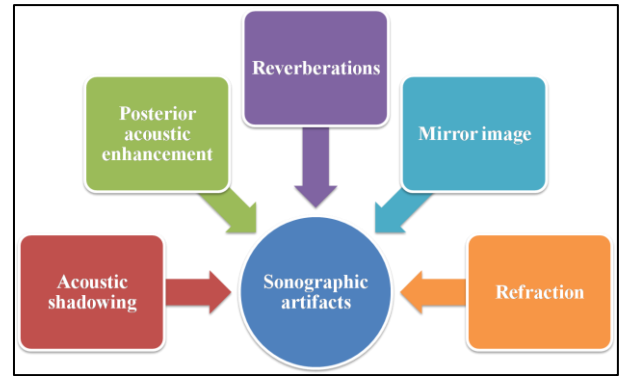 Reverberations
Posterior
acoustic
enhancement
Mirror image
Acoustic
shadowing
Sonographic
artifacts
Refraction